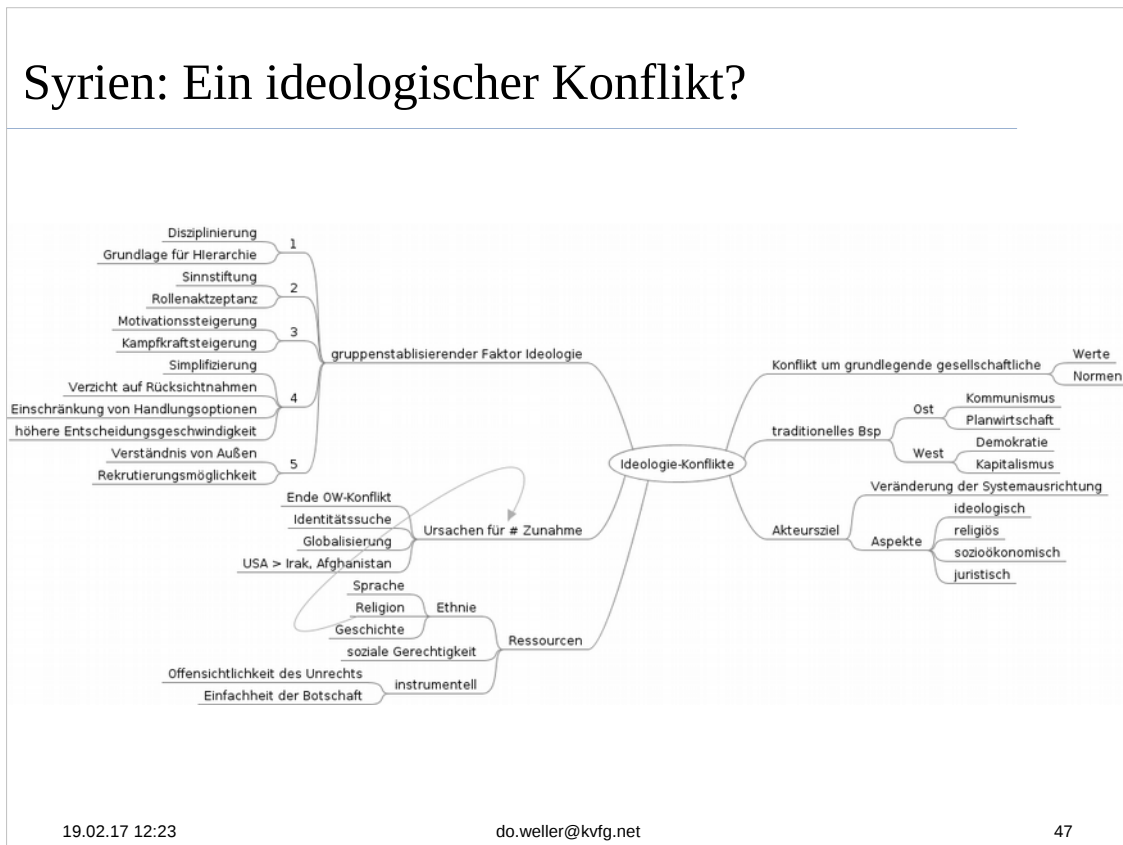 Syrien: Ein ideologischer Konflikt?
Disziplinierung
Grundlage für HIerarchie
1
Sinnstiftung
Rollenaktzeptanz
2
Motivationssteigerung
Kampfkraftsteigerung
3
Simplifizierung
Verzicht auf Rücksichtnahmen
Einschränkung von Handlungsoptionen
höhere Entscheidungsgeschwindigkeit
4
Verständnis von Außen
Rekrutierungsmöglichkeit
5
gruppenstablisierender Faktor Ideologie
Ende OW-Konflikt
Identitätssuche
Globalisierung
USA > Irak, Afghanistan
Ursachen für # Zunahme
Sprache
Religion
Geschichte
Ethnie
soziale Gerechtigkeit
Offensichtlichkeit des Unrechts
Einfachheit der Botschaft
instrumentell
Ressourcen
Ideologie-Konflikte
Konflikt um grundlegende gesellschaftliche
Werte
Normen
traditionelles Bsp
Ost
Kommunismus
Planwirtschaft
West
Demokratie
Kapitalismus
Akteursziel
Veränderung der Systemausrichtung
Aspekte
ideologisch
religiös
sozioökonomisch
juristisch
19.02.17 12:23
do.weller@kvfg.net
47